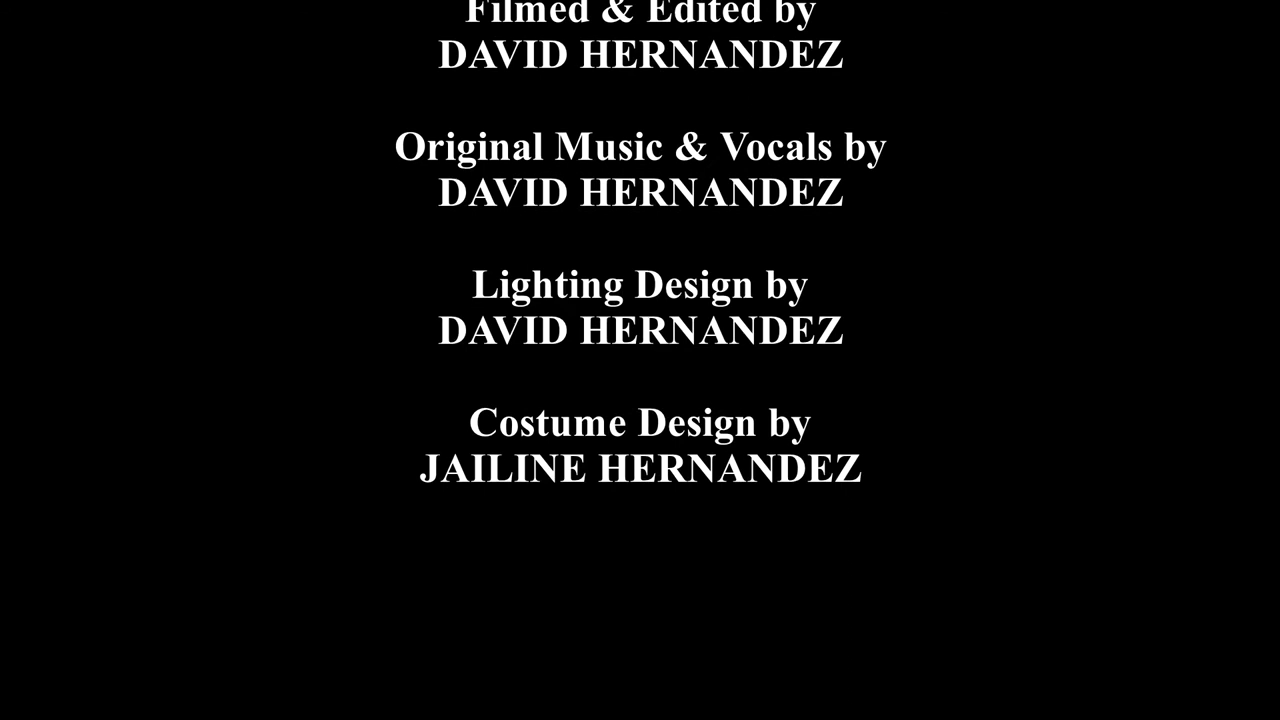 Filmed & Edited by
DAVID HERNANDEZ
Original Music & Vocals by
DAVID HERNANDEZ
Lighting Design by
DAVID HERNANDEZ
Costume Design by
JAILINE HERNANDEZ